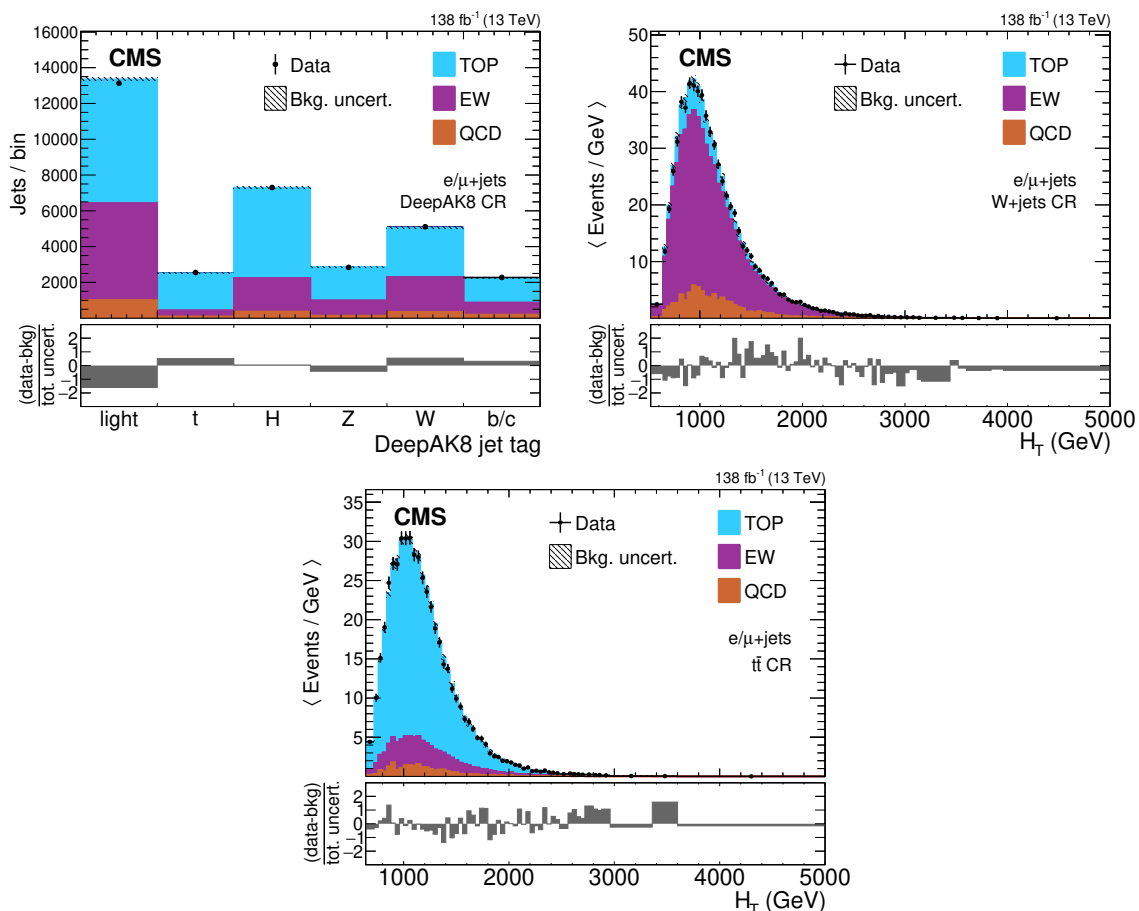 138 fb-1 (13 TeV)
CMS
Data
Bkg. uncert.
TOP
EW
QCD
e/μ+jets
DeepAK8 CR
Jets / bin
16000
14000
12000
10000
8000
6000
4000
2000
(data-bkg)
tot. uncert.
2
1
0
−1
−2
light t H Z W b/c
DeepAK8 jet tag
138 fb-1 (13 TeV)
CMS
Data
Bkg. uncert.
TOP
EW
QCD
e/μ+jets
W+jets CR
⟨ Events / GeV ⟩
50
40
30
20
10
0
(data-bkg)
tot. uncert.
2
1
0
−1
−2
1000 2000 3000 4000 5000
H_T (GeV)
138 fb-1 (13 TeV)
CMS
Data
Bkg. uncert.
TOP
EW
QCD
e/μ+jets
tt̄ CR
⟨ Events / GeV ⟩
35
30
25
20
15
10
5
(data-bkg)
tot. uncert.
2
1
0
−1
−2
1000 2000 3000 4000 5000
H_T (GeV)